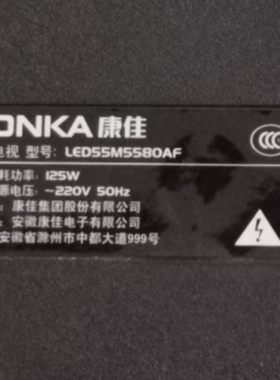 ONKA 康佳
电视 型号: LED55M5580AF
耗功率: 125W
源电压: ~220V 50Hz
: 康佳集团股份有限公司
: 安徽康佳电子有限公司
安徽省滁州市中都大道999号
CCC